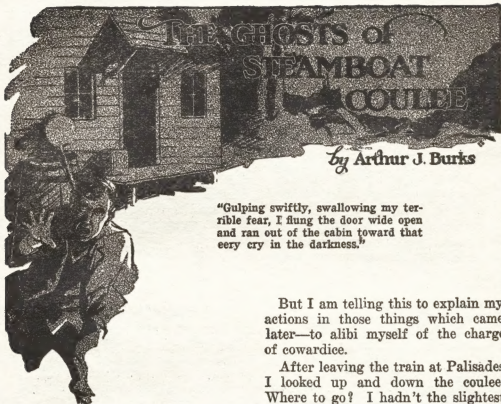 THE GHOSTS of
STEAMBOAT
COULEE
by Arthur J. Burks
"Gulping swiftly, swallowing my ter-
rible fear, I flung the door wide open
and ran out of the cabin toward that
eery cry in the darkness."
But I am telling this to explain my
actions in those things which came
later—to alibi myself of the charge
of cowardice.
After leaving the train at Palisades
I looked up and down the coulee.
Where to go? I hadn't the slightest